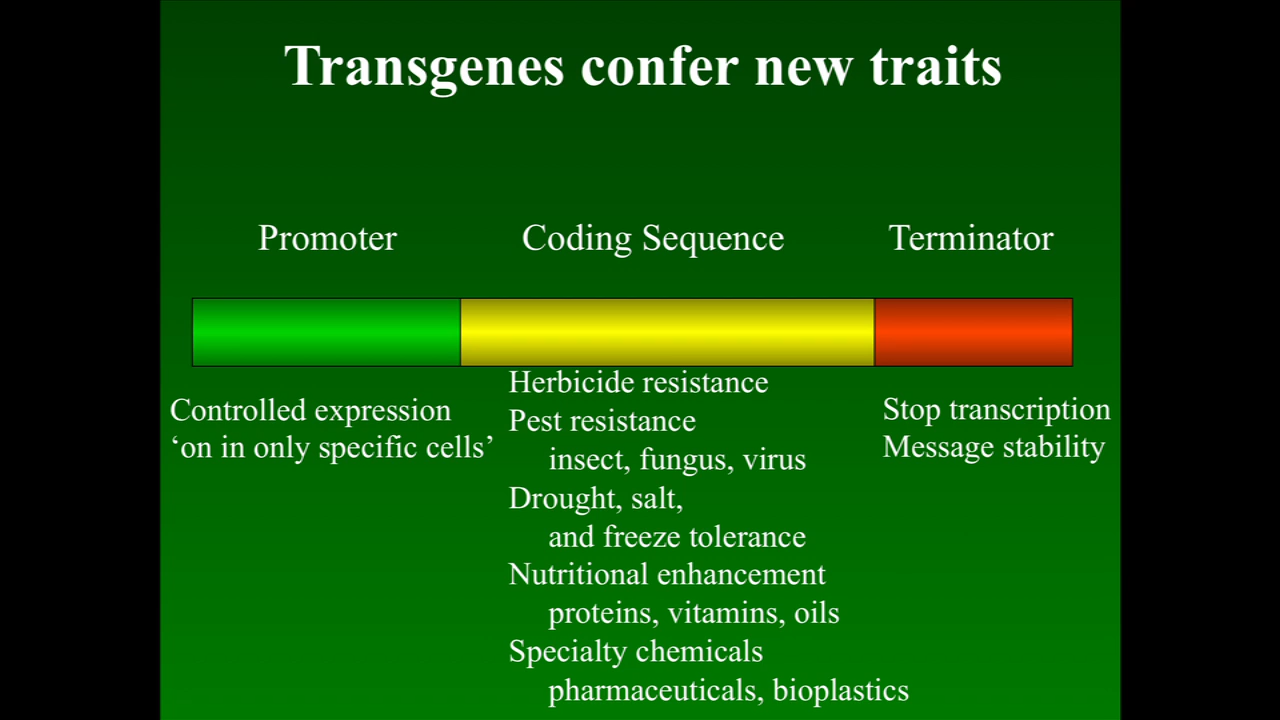 Transgenes confer new traits
Promoter
Coding Sequence
Terminator
Controlled expression
‘on in only specific cells’
Herbicide resistance
Pest resistance
insect, fungus, virus
Drought, salt,
and freeze tolerance
Nutritional enhancement
proteins, vitamins, oils
Specialty chemicals
pharmaceuticals, bioplastics
Stop transcription
Message stability